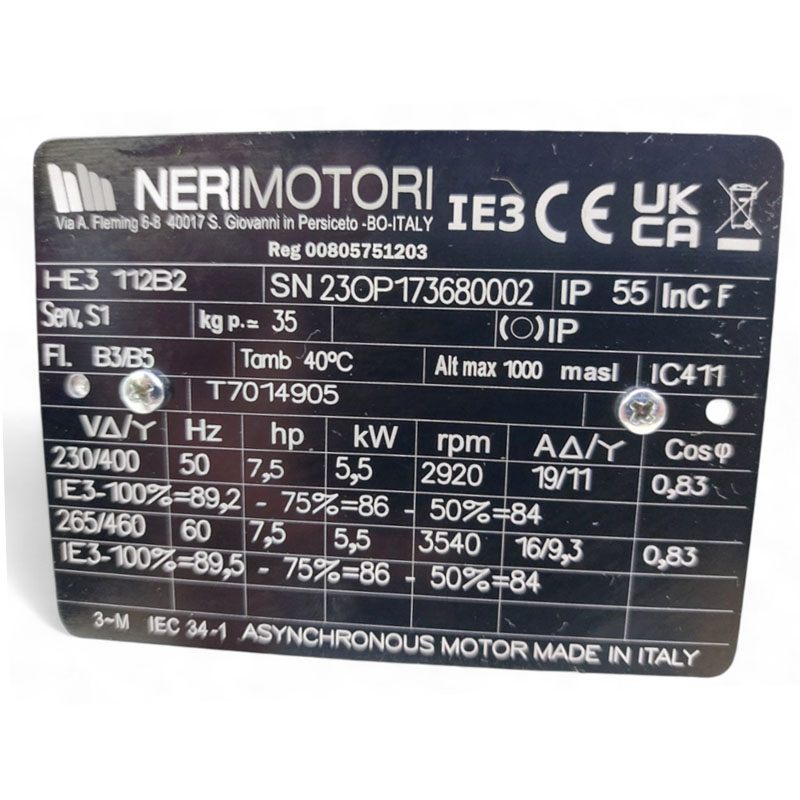 NERIMOTORI IE3 CE UK CA
Via A. Fleming 6-8 40017 S. Giovanni in Persiceto -BO-ITALY
Reg 00805751203
HE3 112B2 SN 23OP173680002 IP 55 InC F
Serv. S1 kg p.= 35 (O)IP
Fl. B3/B5 Tamb 40°C Alt max 1000 masl IC411
T7014905
VΔ/Y Hz hp kW rpm AΔ/Y Cosφ
230/400 50 7,5 5,5 2920 19/11 0,83
IE3-100%=89,2 - 75%=86 - 50%=84
265/460 60 7,5 5,5 3540 16/9,3 0,83
IE3-100%=89,5 - 75%=86 - 50%=84
3~M IEC 34-1 ASYNCHRONOUS MOTOR MADE IN ITALY